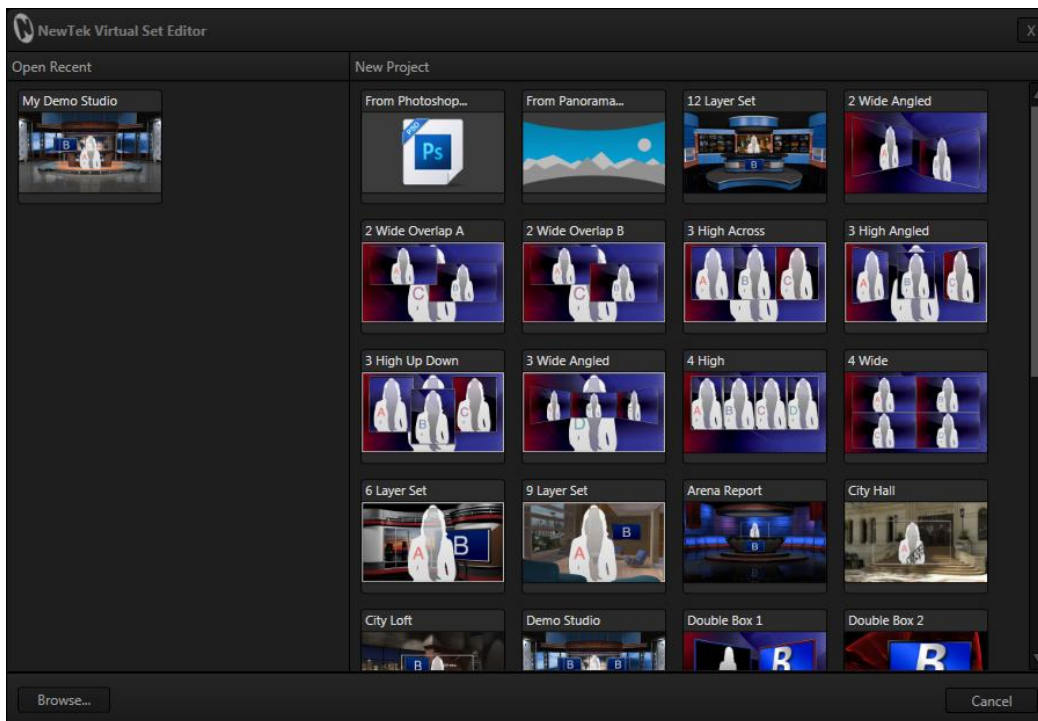 NewTek Virtual Set Editor
X
Open Recent
New Project
My Demo Studio
From Photoshop...
From Panorama...
12 Layer Set
2 Wide Angled
B
PSD
Ps
B
A
B
2 Wide Overlap A
2 Wide Overlap B
3 High Across
3 High Angled
A
C
B
A
C
B
A
B
C
A
B
C
3 High Up Down
3 Wide Angled
4 High
4 Wide
A
B
C
A
B
C
D
A
B
C
D
A
B
C
D
6 Layer Set
9 Layer Set
Arena Report
City Hall
A
B
A
B
B
A
City Loft
Demo Studio
Double Box 1
Double Box 2
B
B
B
B
B
Browse...
Cancel